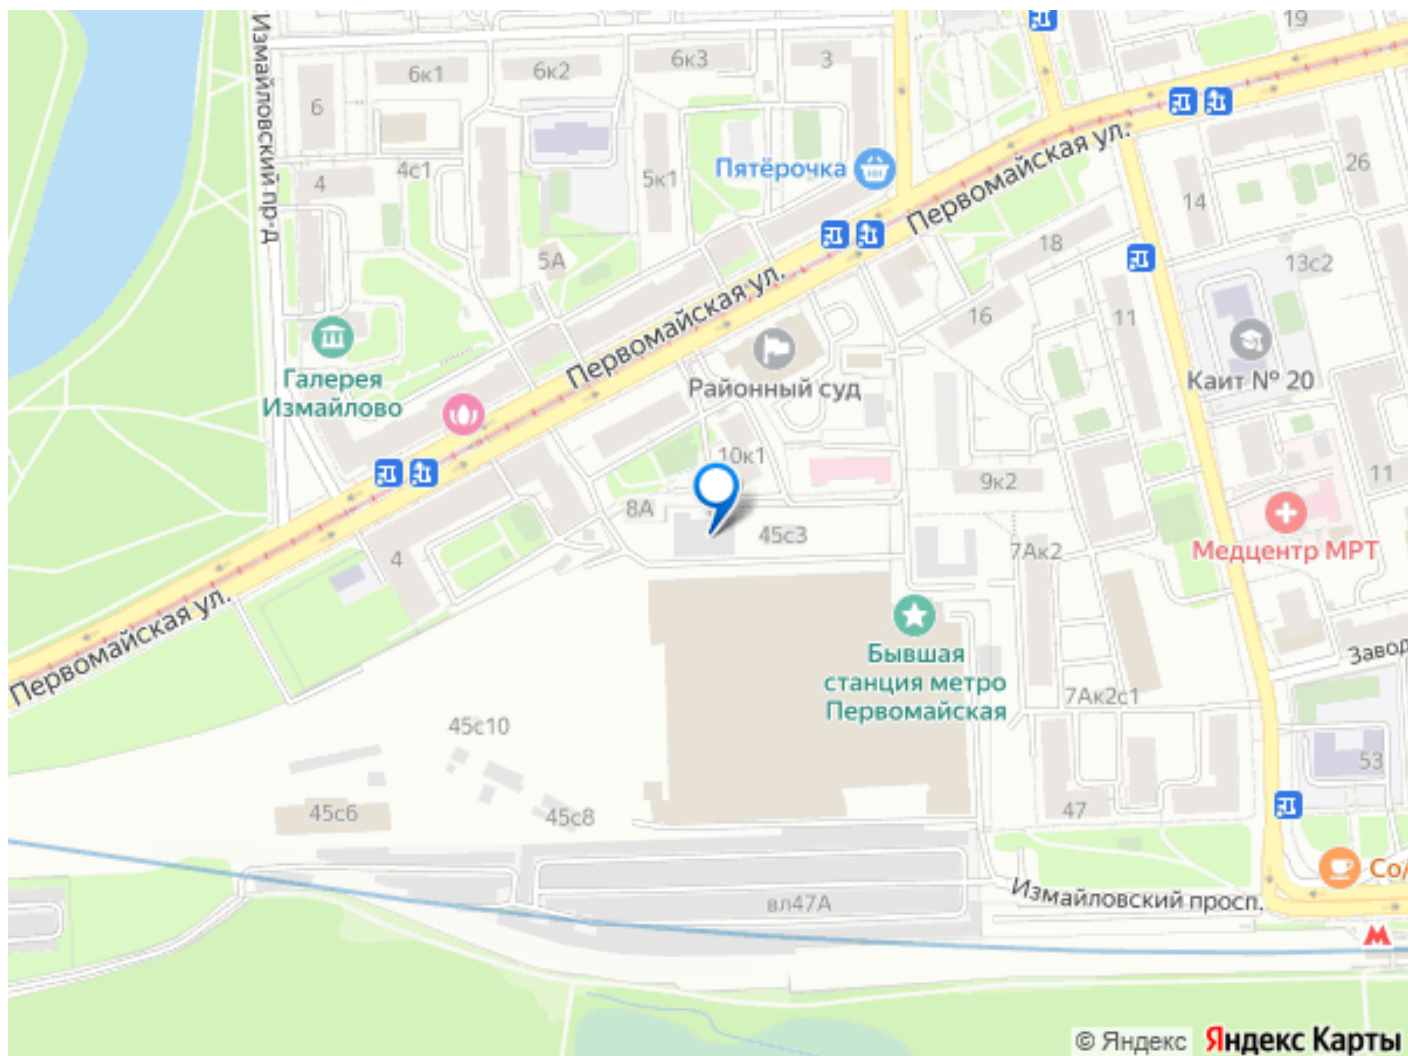 19
6к1
6к2
6к3
3
Измайловский пр-д
6
4с1
4
5к1
5А
Пятёрочка
Первомайская ул.
26
14
18
13с2
16
11
Первомайская ул.
Галерея
Измайлово
Районный суд
Каит № 20
10к1
9к2
11
8А
45с3
7Ак2
Медцентр МРТ
4
Первомайская ул.
Бывшая
станция метро
Первомайская
Завод
7Ак2с1
45с10
53
45с6
45с8
47
Со/
вл47А
Измайловский просп.
М
© Яндекс
Яндекс Карты